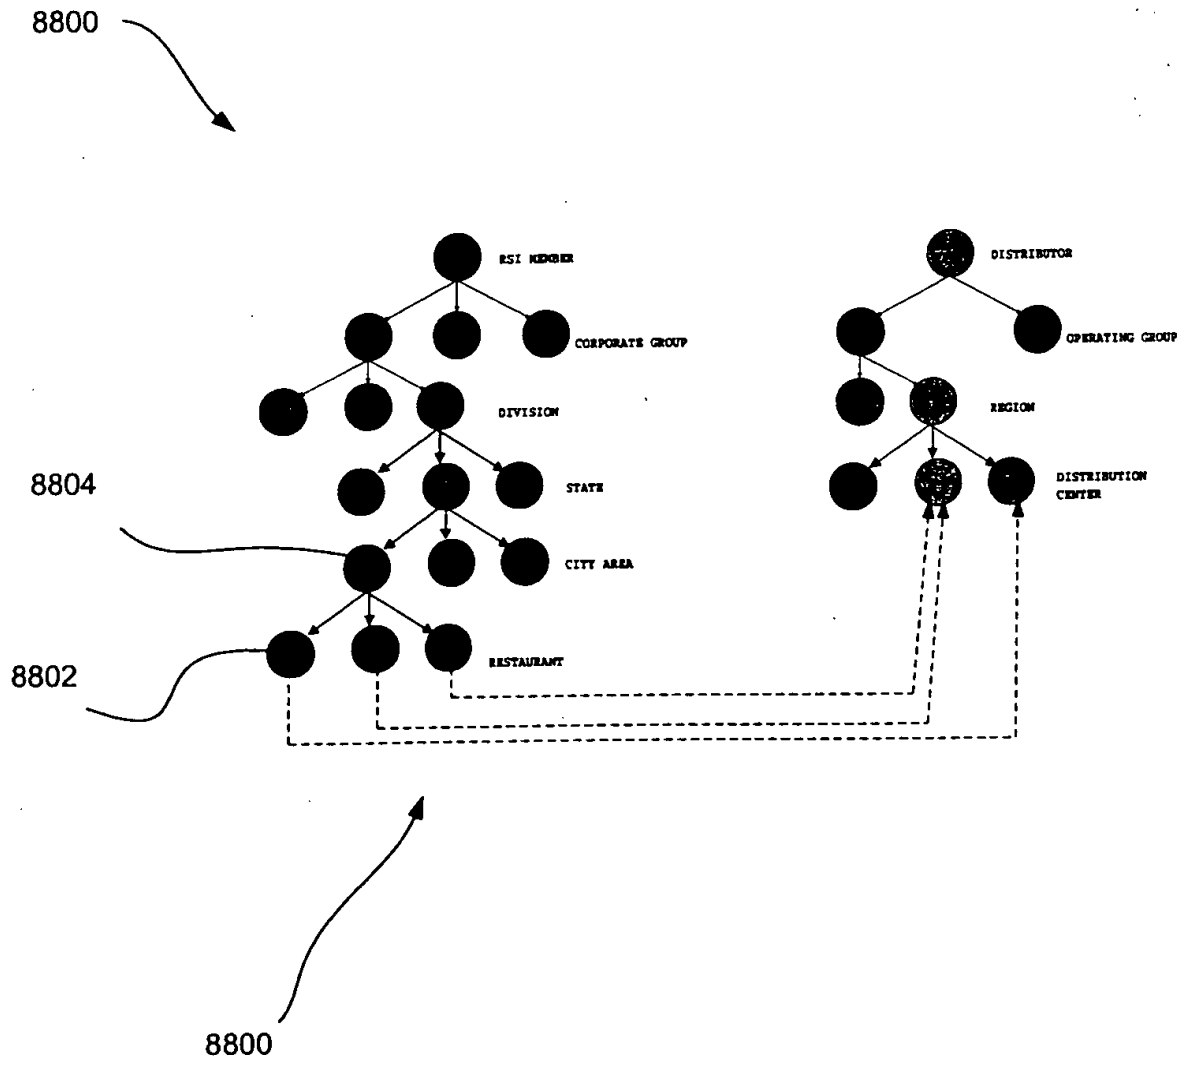 8800
RSI MEMBER
DISTRIBUTOR
CORPORATE GROUP
OPERATING GROUP
DIVISION
REGION
8804
STATE
DISTRIBUTION
CENTER
CITY AREA
8802
RESTAURANT
8800